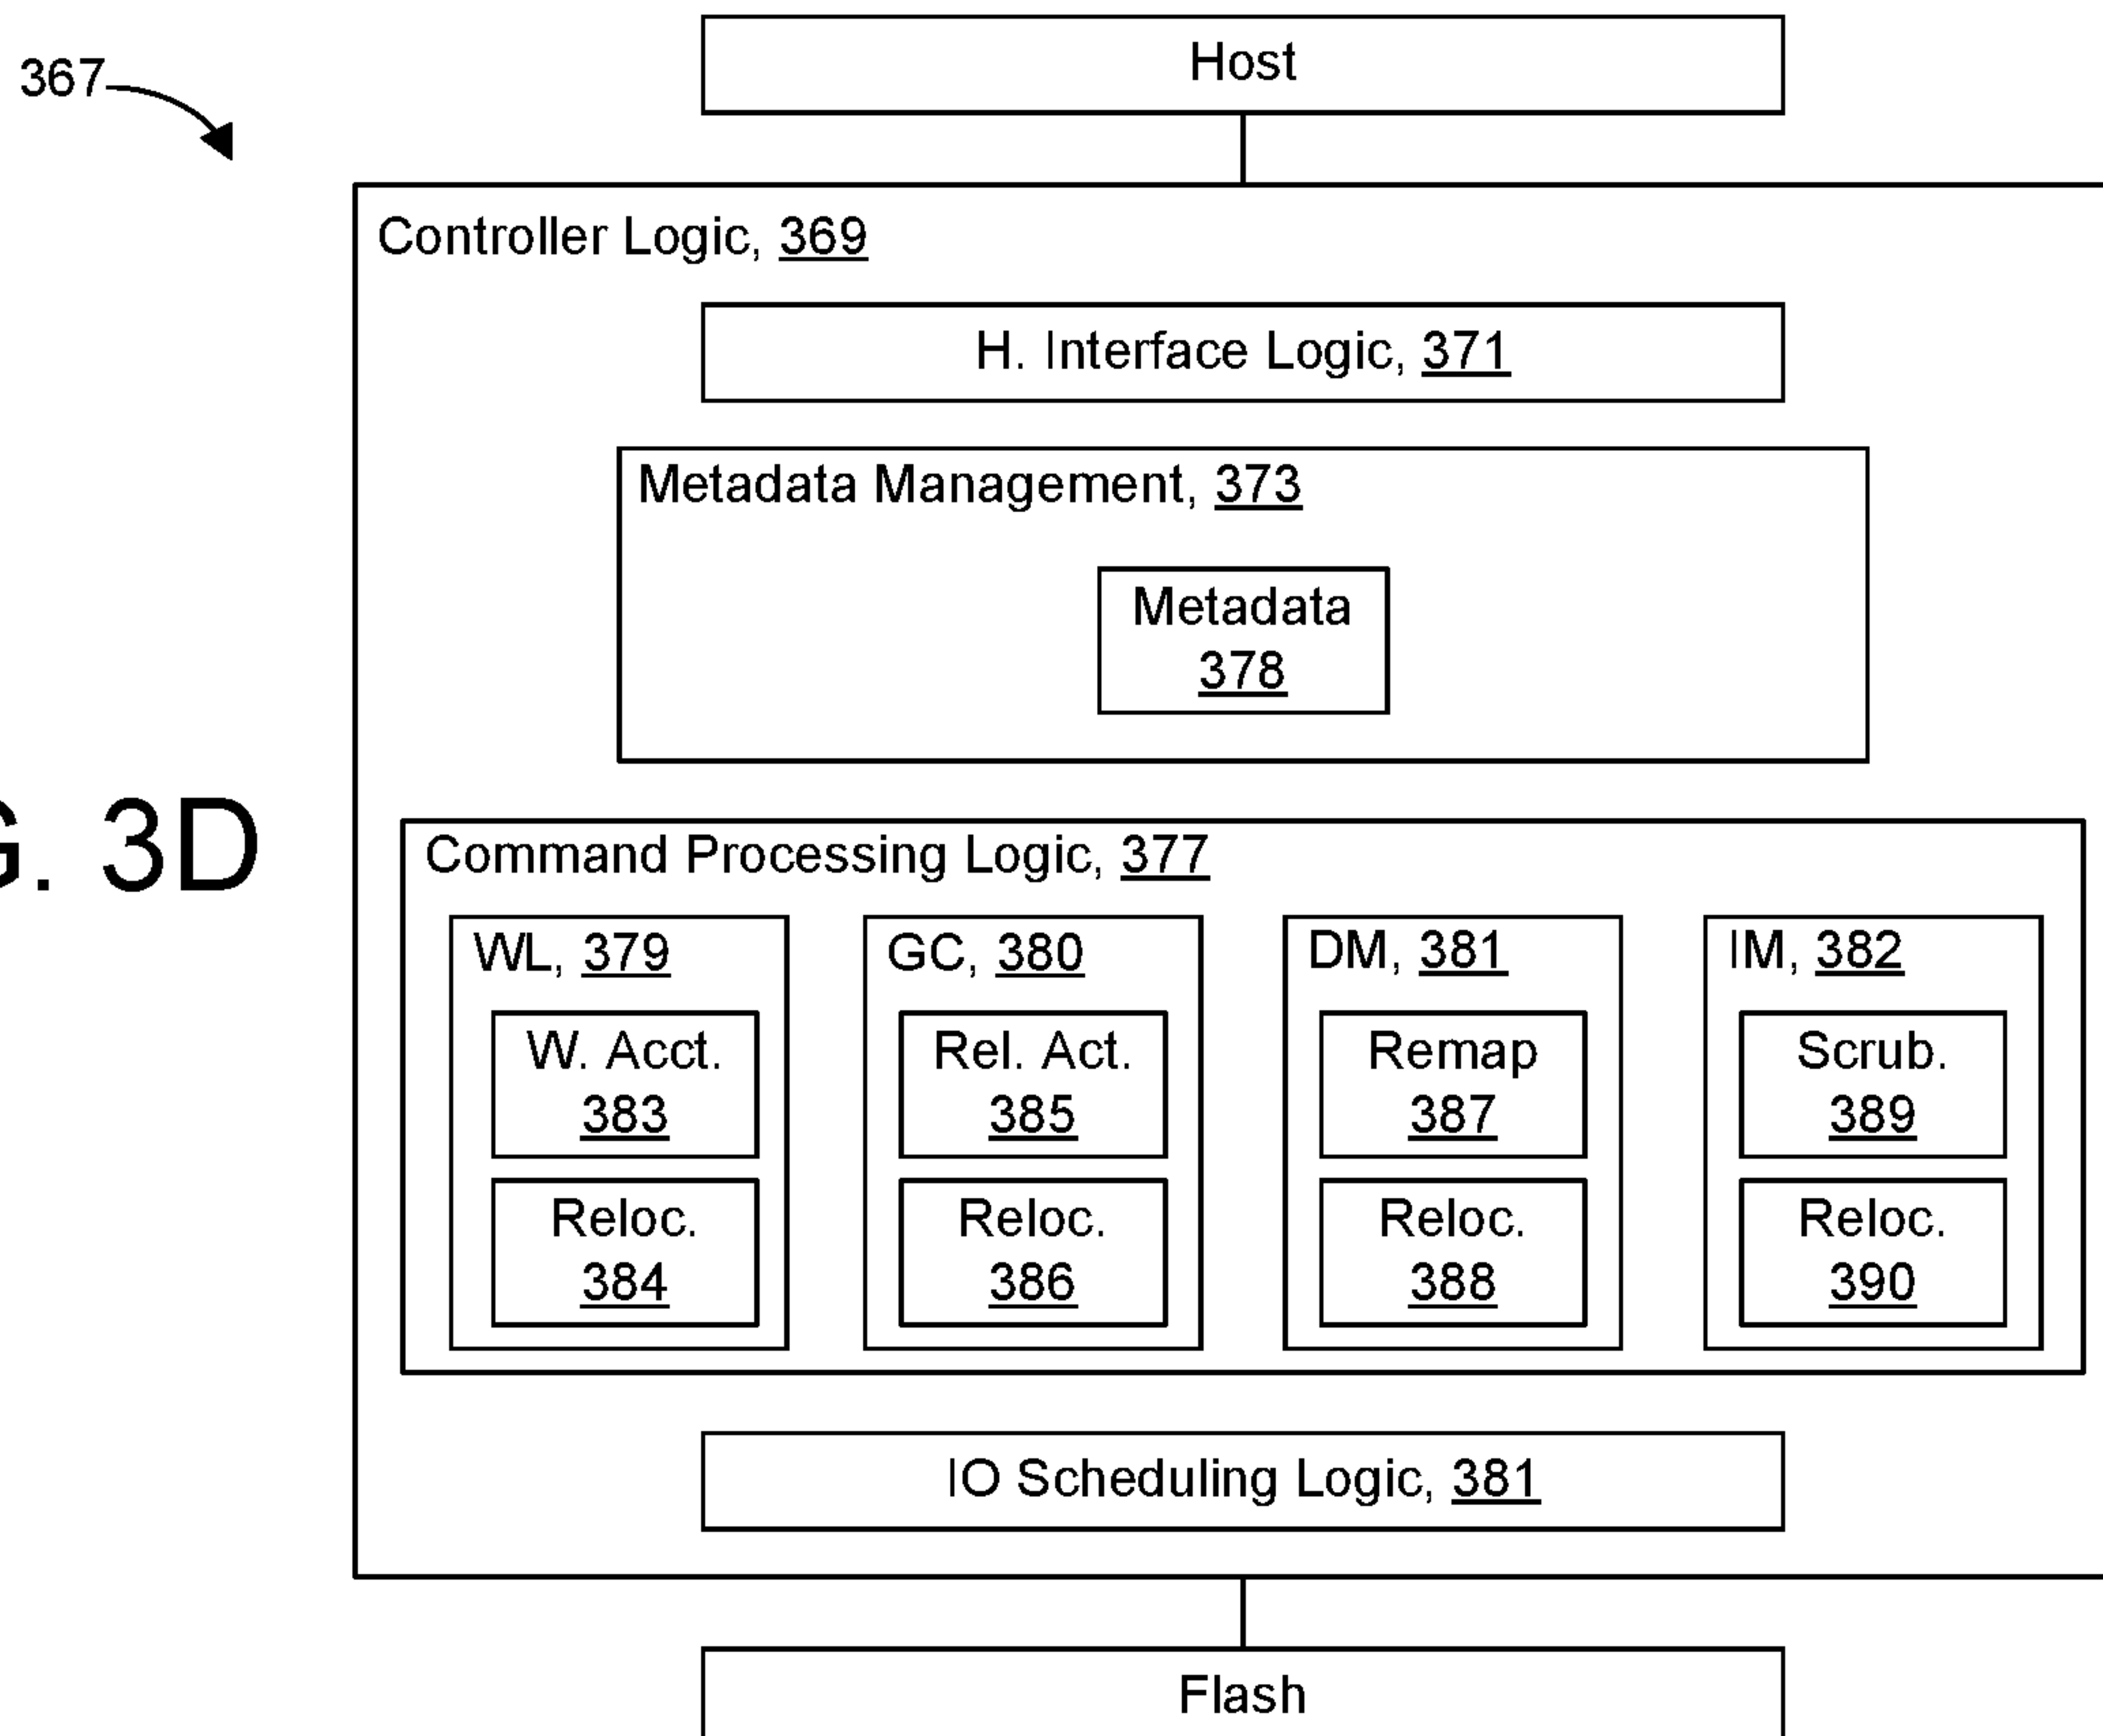 Host
367
Controller Logic, 369
H. Interface Logic, 371
Metadata Management, 373
Metadata
378
G. 3D
Command Processing Logic, 377
WL, 379
W. Acct.
383
Reloc.
384
GC, 380
Rel. Act.
385
Reloc.
386
DM, 381
Remap
387
Reloc.
388
IM, 382
Scrub.
389
Reloc.
390
IO Scheduling Logic, 381
Flash